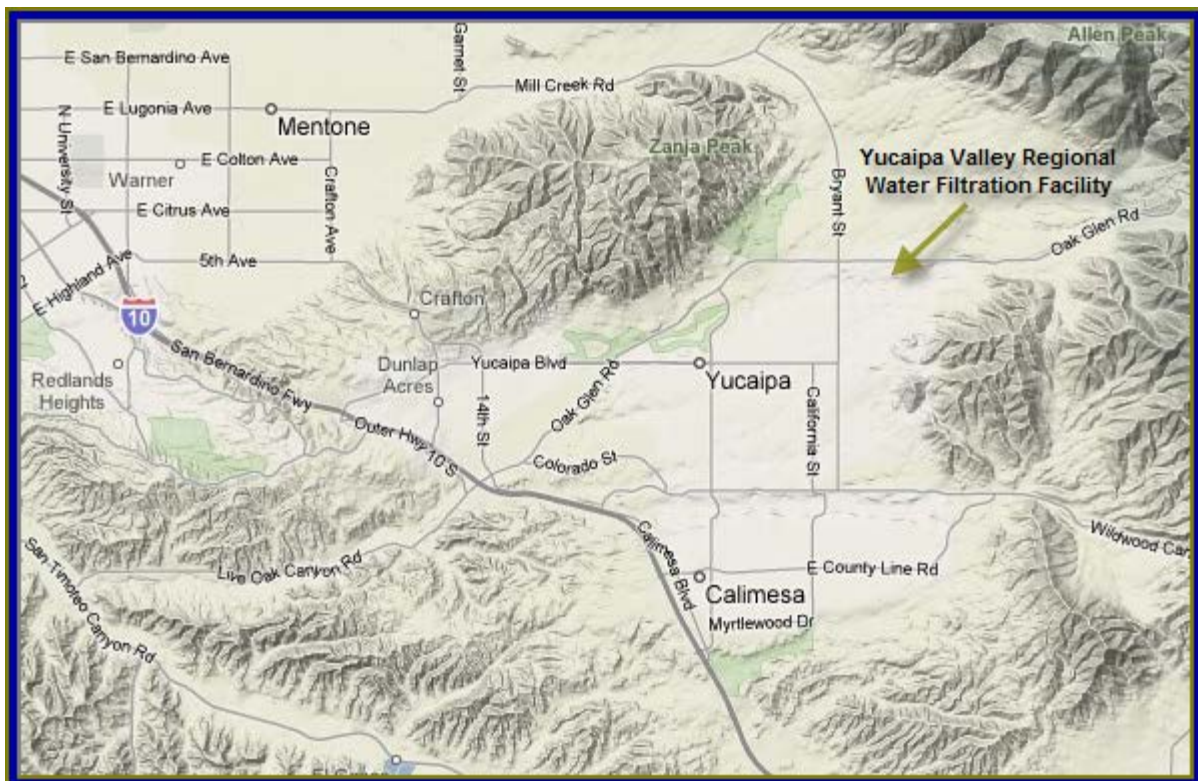 Allen Peak
E San Bernardino Ave
Garnet St
Mill Creek Rd
E Lugonia Ave
N University St
Mentone
Zanja Peak
E Colton Ave
Warner
Crafton Ave
Yucaipa Valley Regional
Water Filtration Facility
Bryant St
E Citrus Ave
Oak Glen Rd
5th Ave
E Highland Ave
Crafton
10
San Bernardino Fwy
Redlands
Heights
Dunlap
Acres
Yucaipa Blvd
Yucaipa
Oak Glen Rd
14th St
California St
Outer Hwy 10 S
Colorado St
Wildwood Can
Calimesa Blvd
Live Oak Canyon Rd
E County Line Rd
Calimesa
Myrtlewood Dr
San Timoteo Canyon Rd